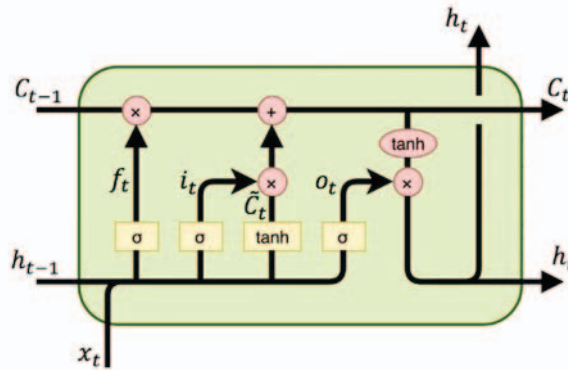 h_t
C_{t-1} × + C_t
tanh
f_t i_t × o_t ×
C̃_t
σ σ tanh σ
h_{t-1} h_t
x_t